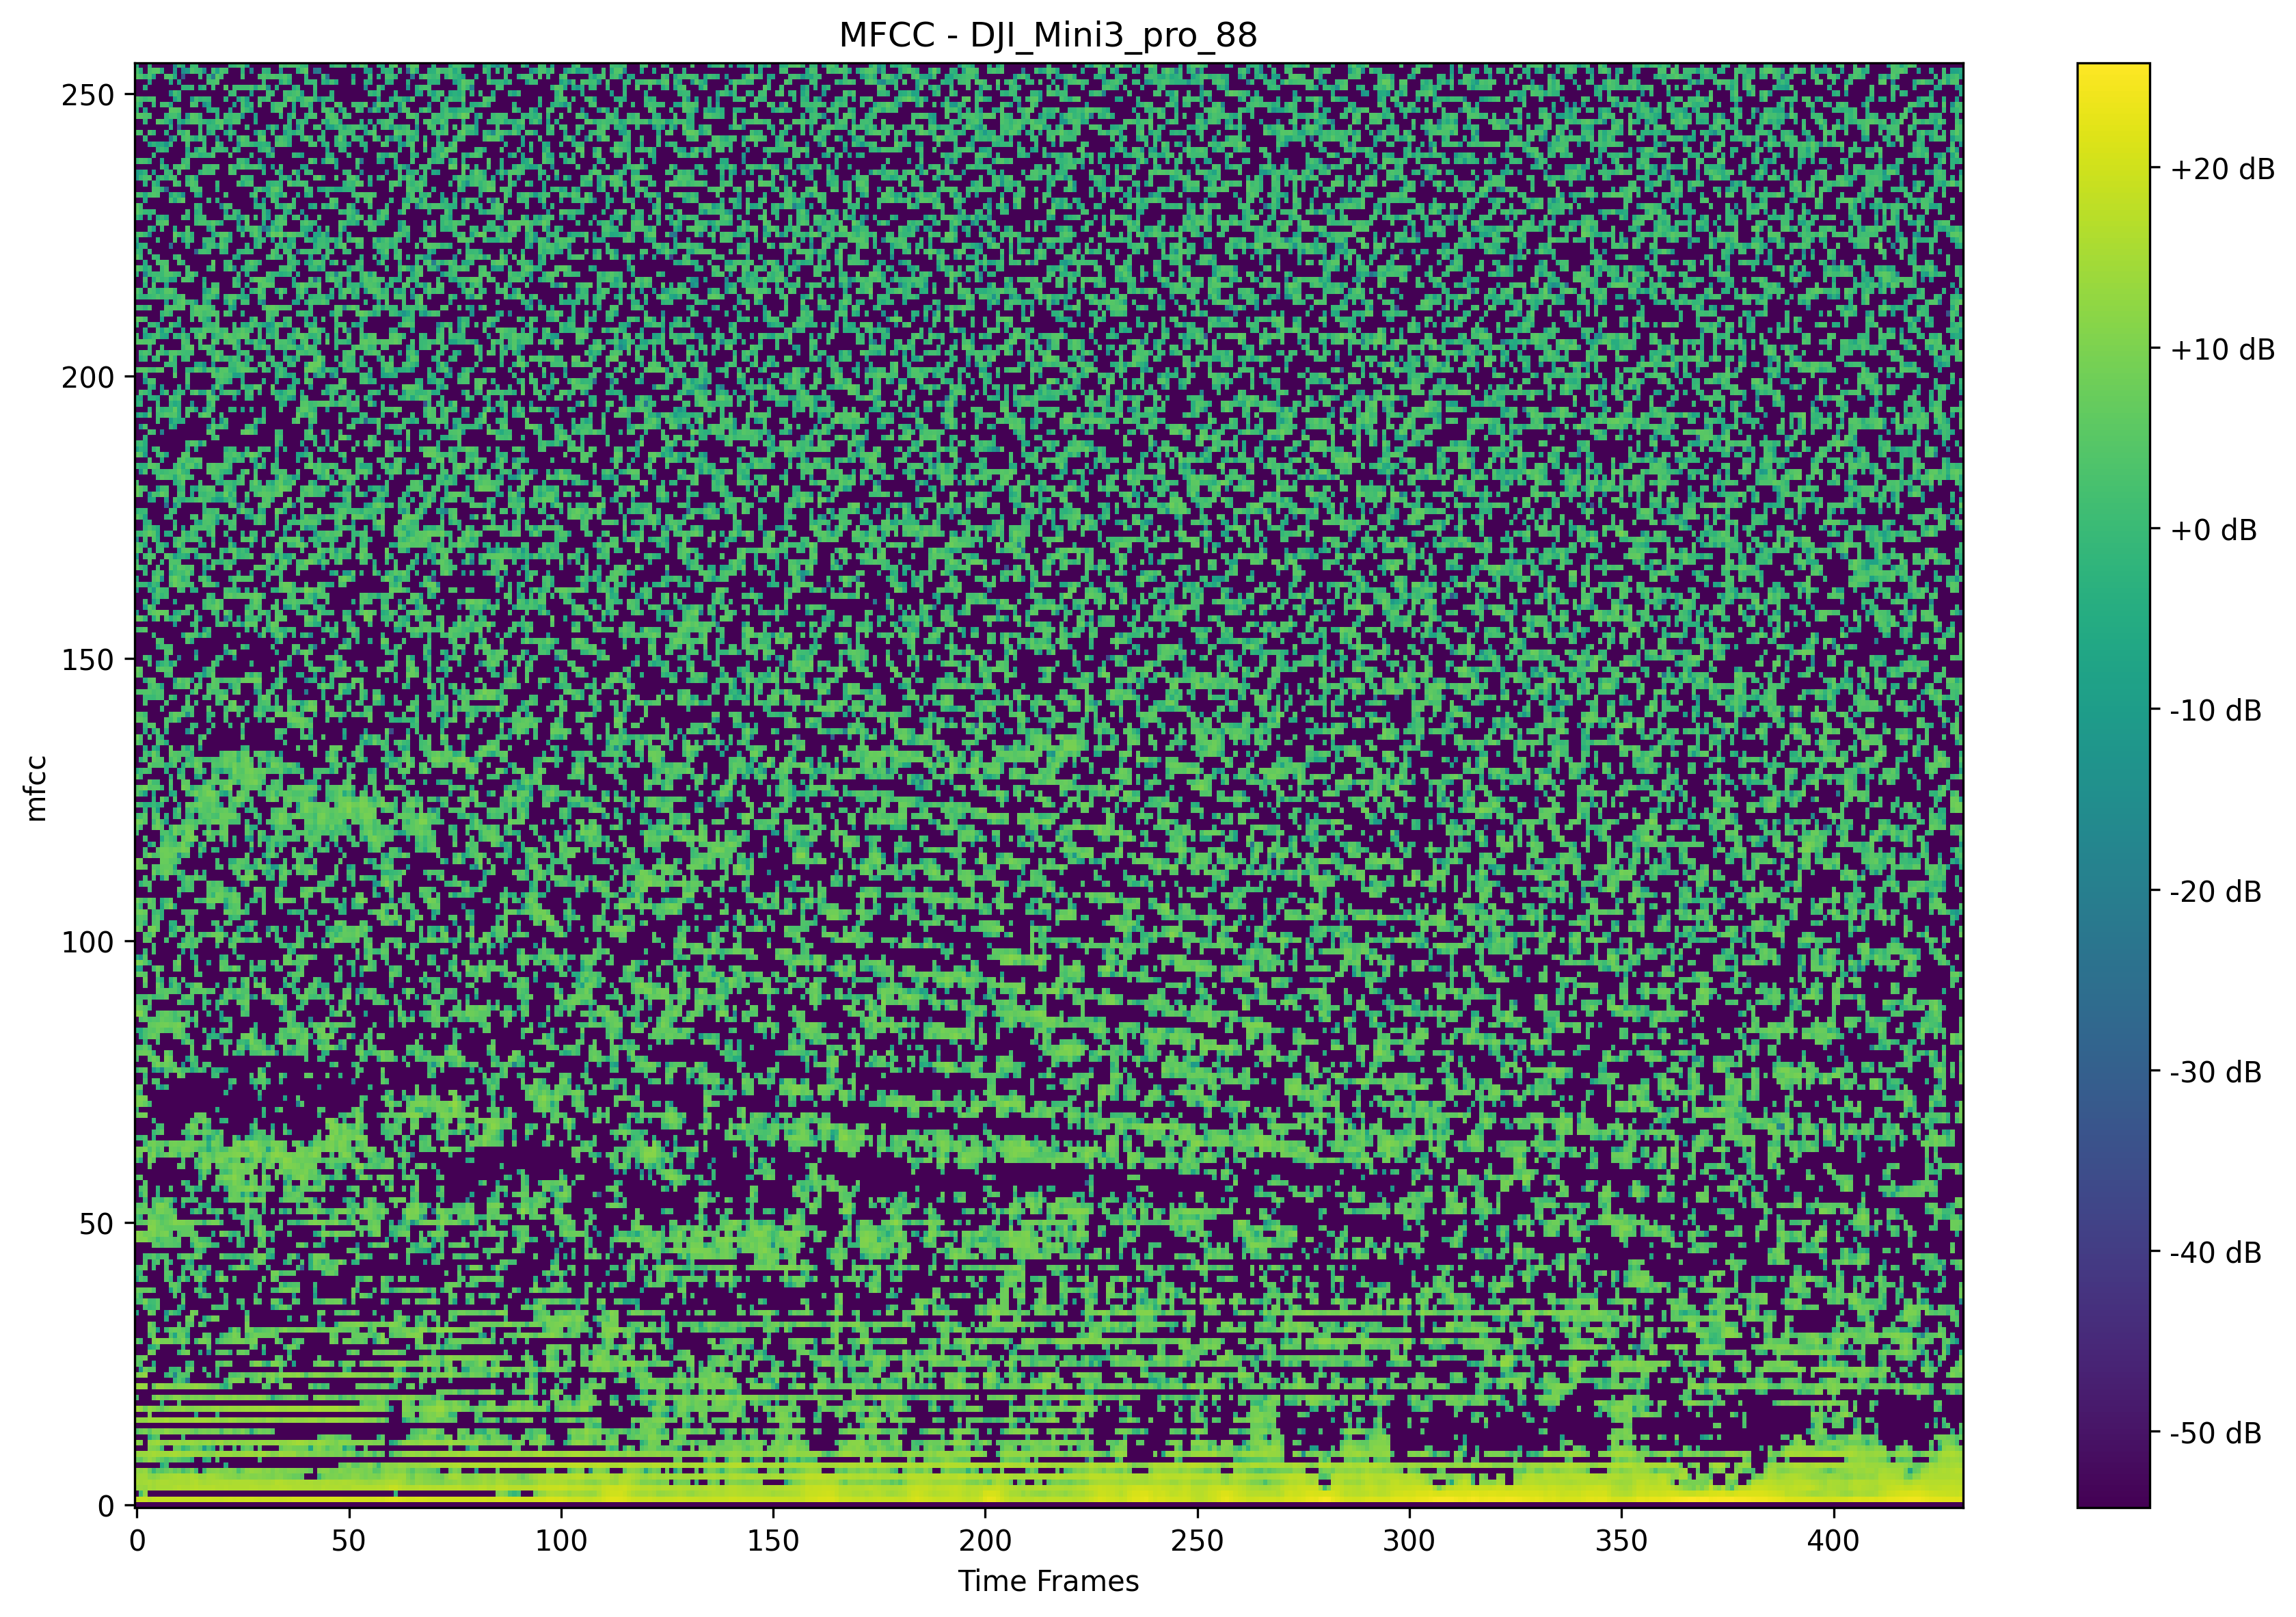 MFCC - DJI_Mini3_pro_88
250
200
150
100
50
0
mfcc
0 50 100 150 200 250 300 350 400
Time Frames
+20 dB
+10 dB
+0 dB
-10 dB
-20 dB
-30 dB
-40 dB
-50 dB